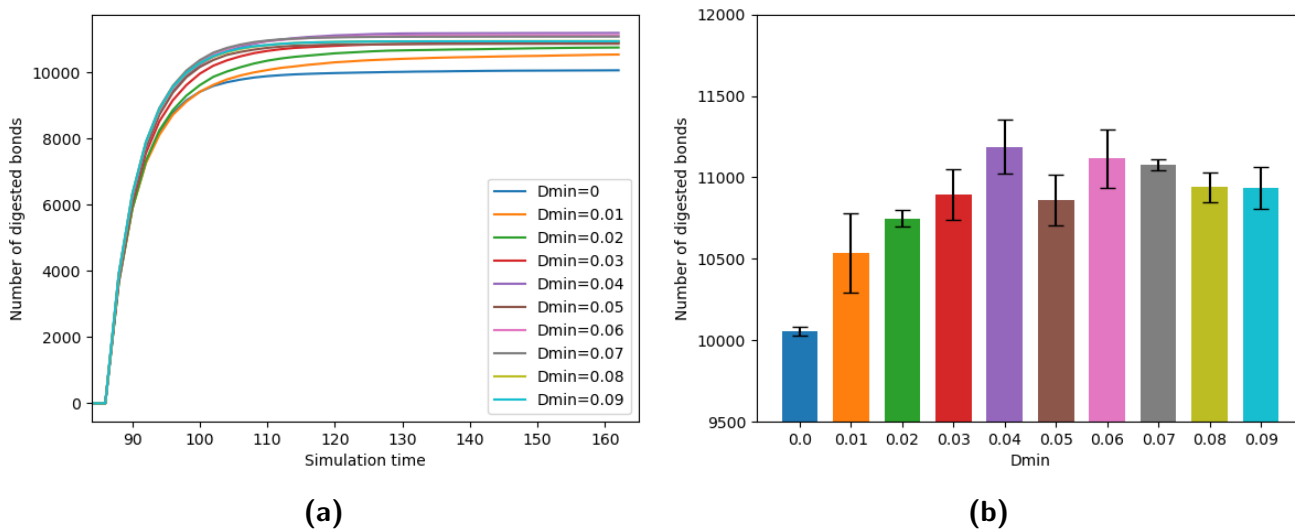 Number of digested bonds
10000
8000
6000
4000
2000
0
90 100 110 120 130 140 150 160
Simulation time
Dmin=0
Dmin=0.01
Dmin=0.02
Dmin=0.03
Dmin=0.04
Dmin=0.05
Dmin=0.06
Dmin=0.07
Dmin=0.08
Dmin=0.09
(a)
Number of digested bonds
12000
11500
11000
10500
10000
9500
0.0 0.01 0.02 0.03 0.04 0.05 0.06 0.07 0.08 0.09
Dmin
(b)